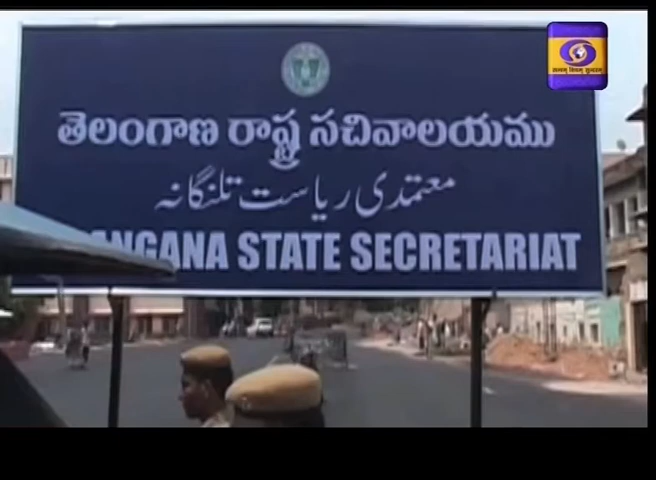 తెలంగాణ రాష్ట్ర సచివాలయము
معتمدی ریاست تلنگانہ
ANGANA STATE SECRETARIAT